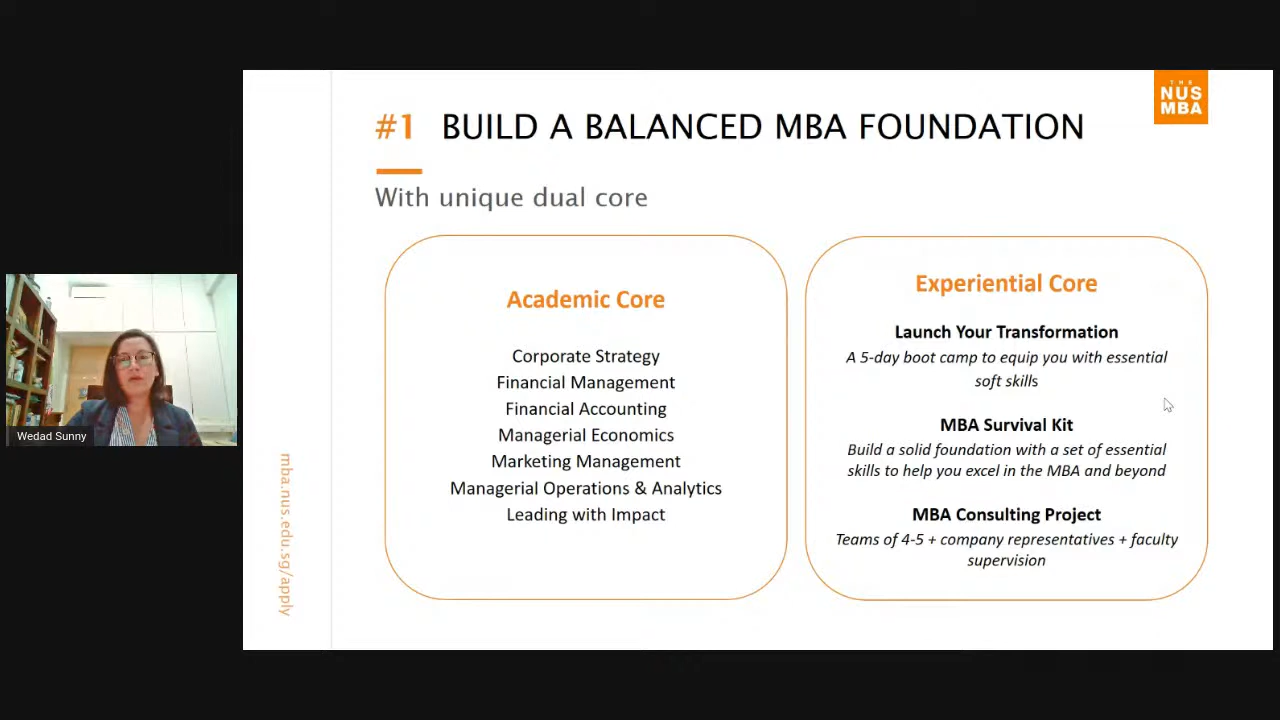 THE
NUS
MBA
#1 BUILD A BALANCED MBA FOUNDATION
With unique dual core
Academic Core
Corporate Strategy
Financial Management
Financial Accounting
Managerial Economics
Marketing Management
Managerial Operations & Analytics
Leading with Impact
Experiential Core
Launch Your Transformation
A 5-day boot camp to equip you with essential
soft skills
MBA Survival Kit
Build a solid foundation with a set of essential
skills to help you excel in the MBA and beyond
MBA Consulting Project
Teams of 4-5 + company representatives + faculty
supervision
Wedad Sunny
mba.nus.edu.sg/apply